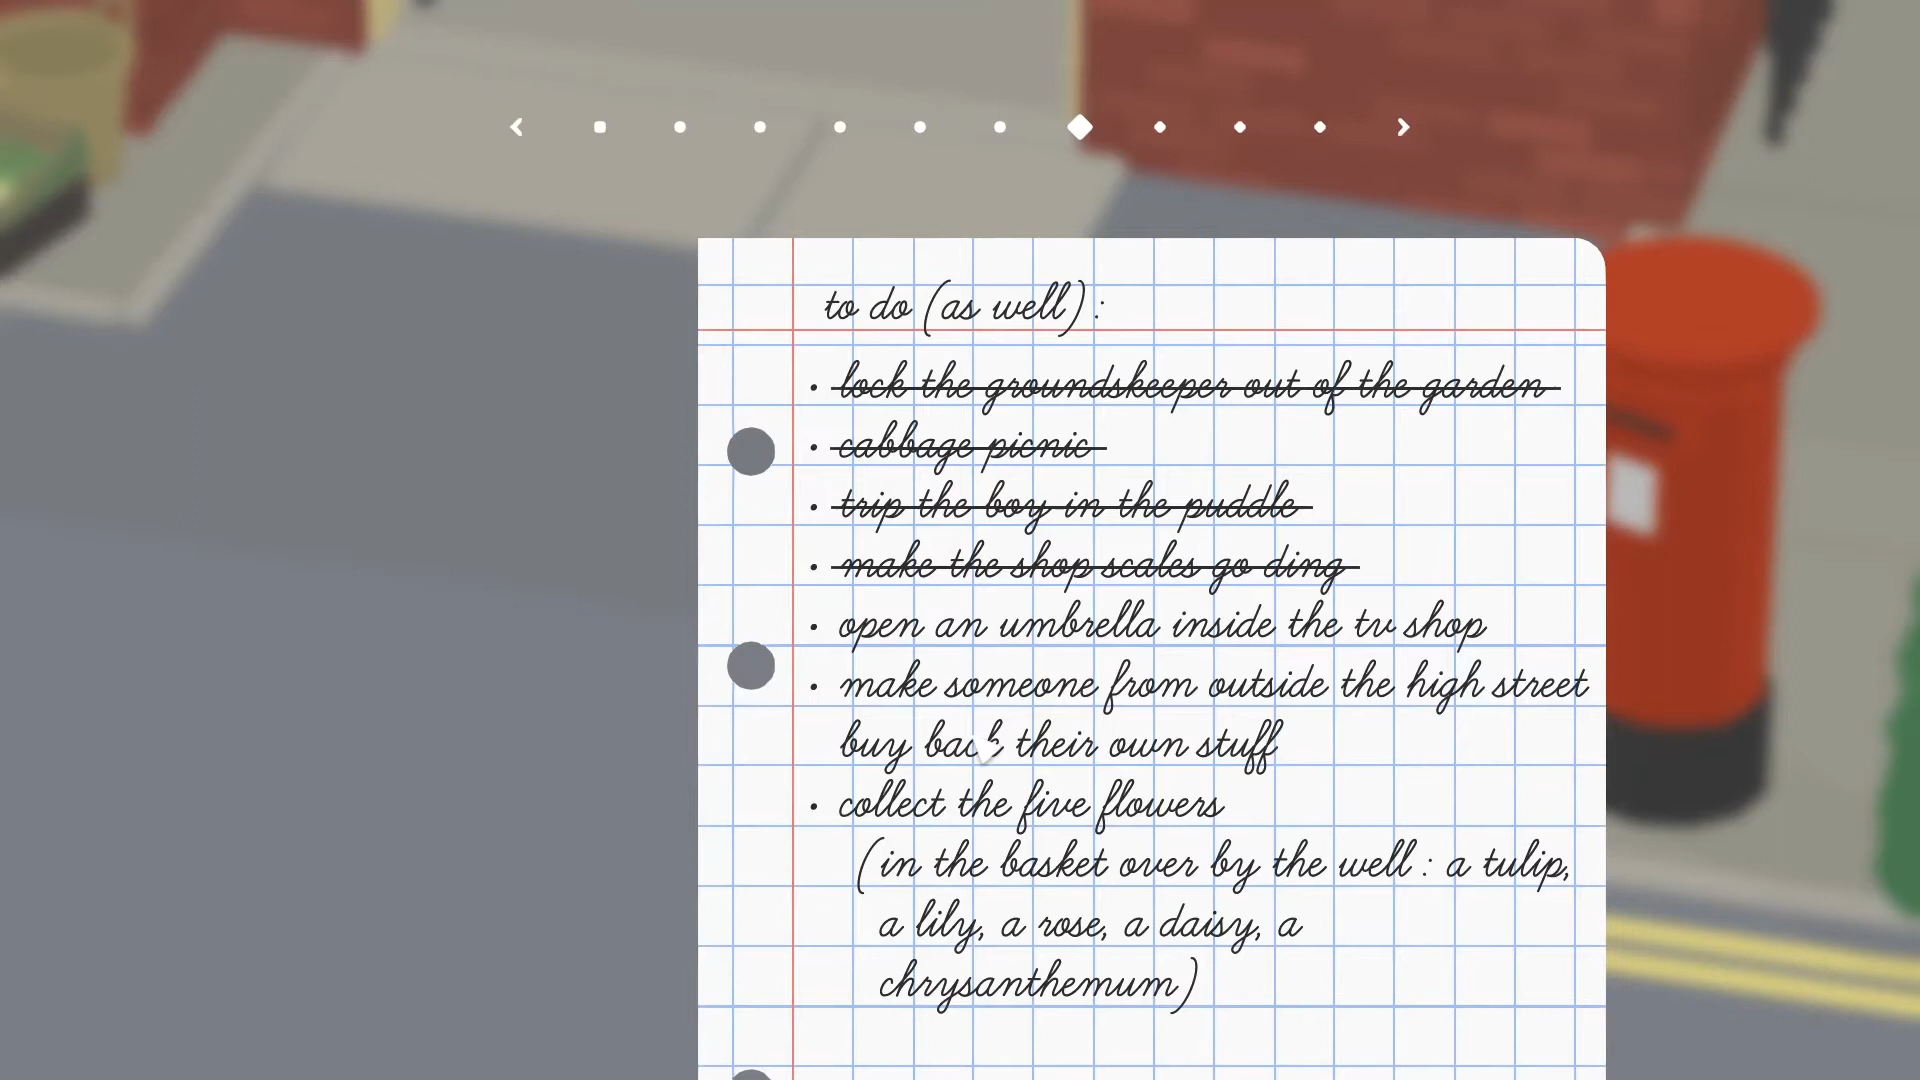 to do (as well) :
• lock the groundskeeper out of the garden
• cabbage picnic
• trip the boy in the puddle
• make the shop scales go ding
• open an umbrella inside the tv shop
• make someone from outside the high street
buy back their own stuff
• collect the five flowers
(in the basket over by the well : a tulip,
a lily, a rose, a daisy, a
chrysanthemum)